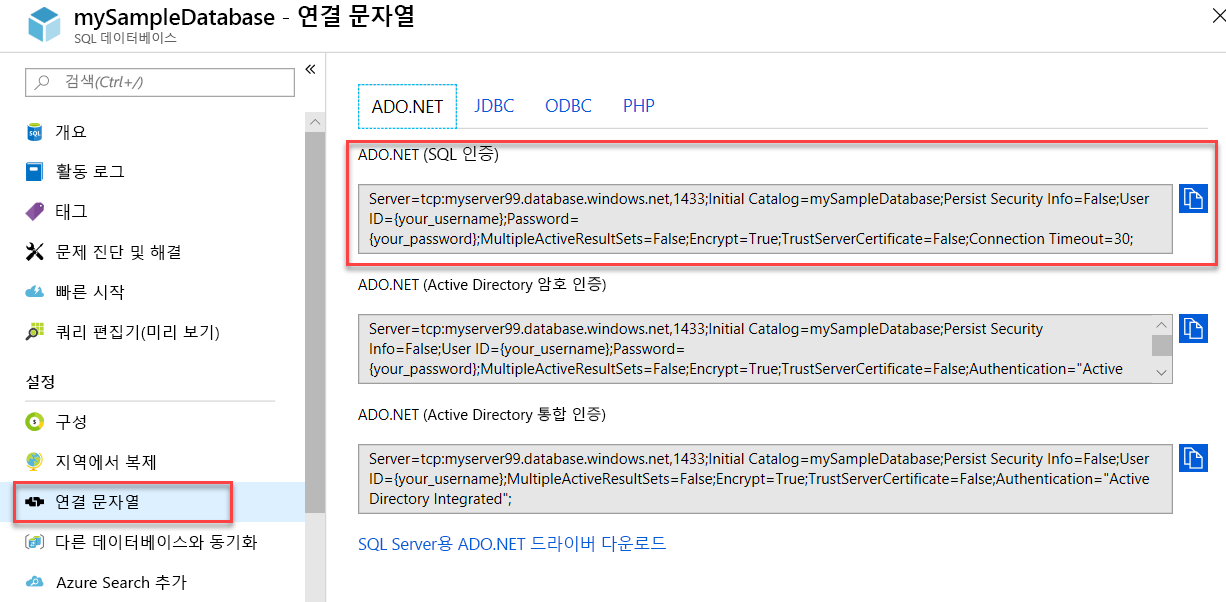 mySampleDatabase - 연결 문자열
SQL 데이터베이스
검색(Ctrl+/)
개요
활동 로그
태그
문제 진단 및 해결
빠른 시작
쿼리 편집기(미리 보기)
설정
구성
지역에서 복제
연결 문자열
다른 데이터베이스와 동기화
Azure Search 추가
ADO.NET JDBC ODBC PHP
ADO.NET (SQL 인증)
Server=tcp:myserver99.database.windows.net,1433;Initial Catalog=mySampleDatabase;Persist Security Info=False;User
ID={your_username};Password=
{your_password};MultipleActiveResultSets=False;Encrypt=True;TrustServerCertificate=False;Connection Timeout=30;
ADO.NET (Active Directory 암호 인증)
Server=tcp:myserver99.database.windows.net,1433;Initial Catalog=mySampleDatabase;Persist Security
Info=False;User ID={your_username};Password=
{your_password};MultipleActiveResultSets=False;Encrypt=True;TrustServerCertificate=False;Authentication="Active
ADO.NET (Active Directory 통합 인증)
Server=tcp:myserver99.database.windows.net,1433;Initial Catalog=mySampleDatabase;Persist Security Info=False;User
ID={your_username};MultipleActiveResultSets=False;Encrypt=True;TrustServerCertificate=False;Authentication="Active
Directory Integrated";
SQL Server용 ADO.NET 드라이버 다운로드